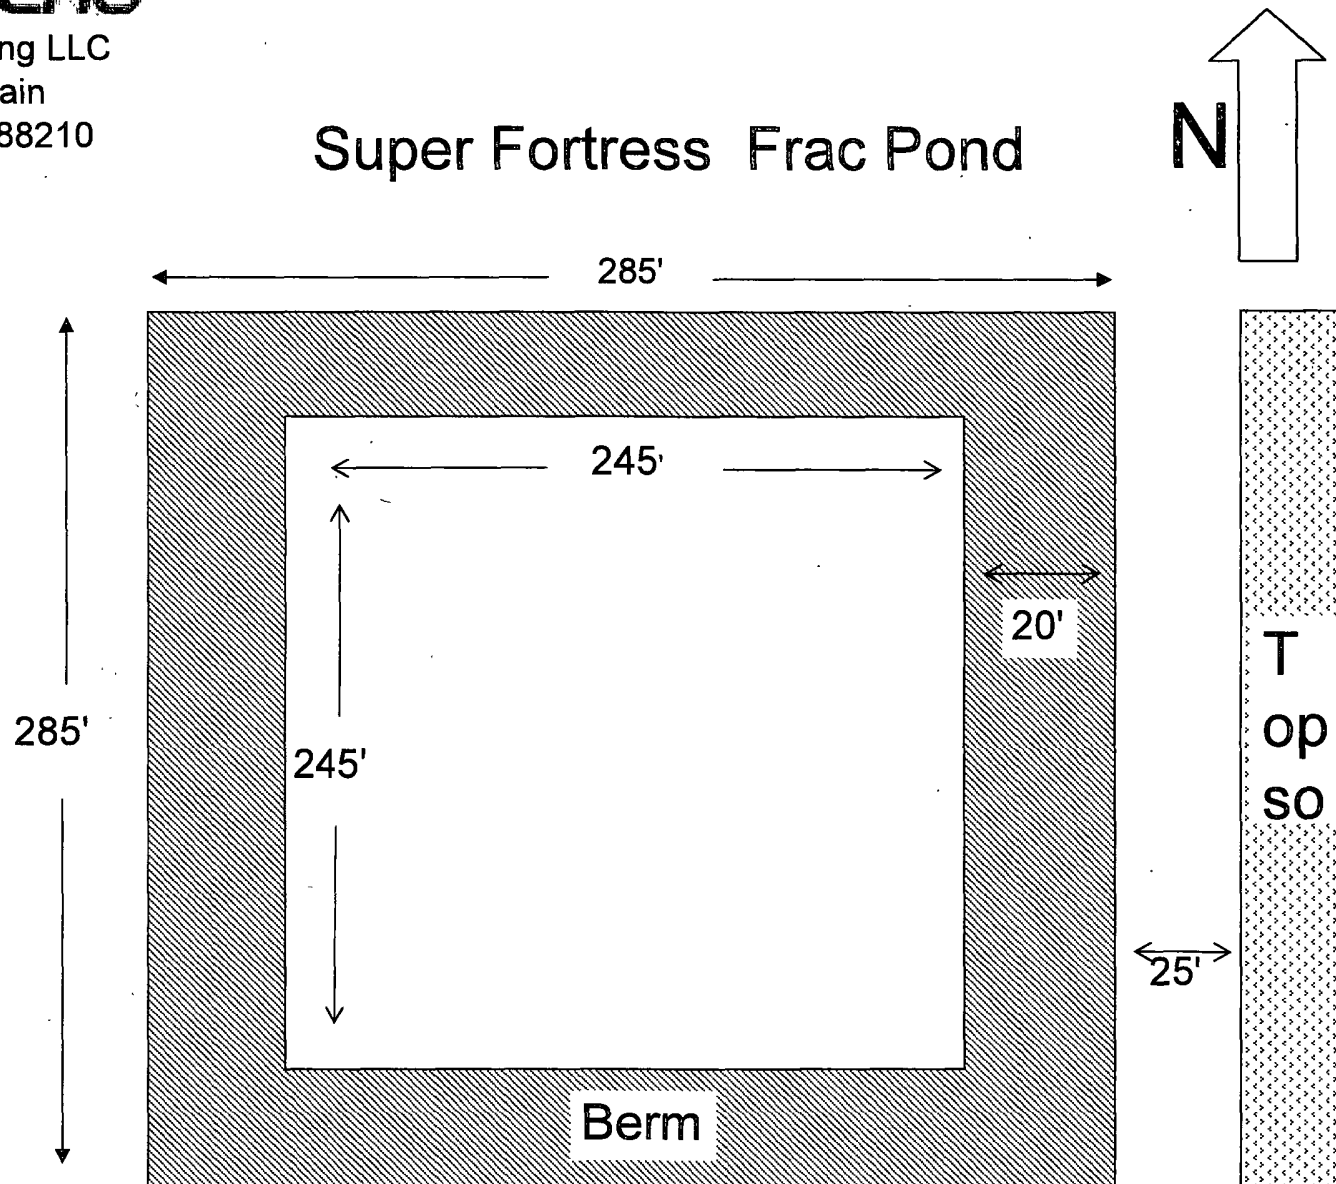 ng LLC
ain
88210
Super Fortress Frac Pond
N
285'
245'
20'
T
op
so
285'
245'
25'
Berm